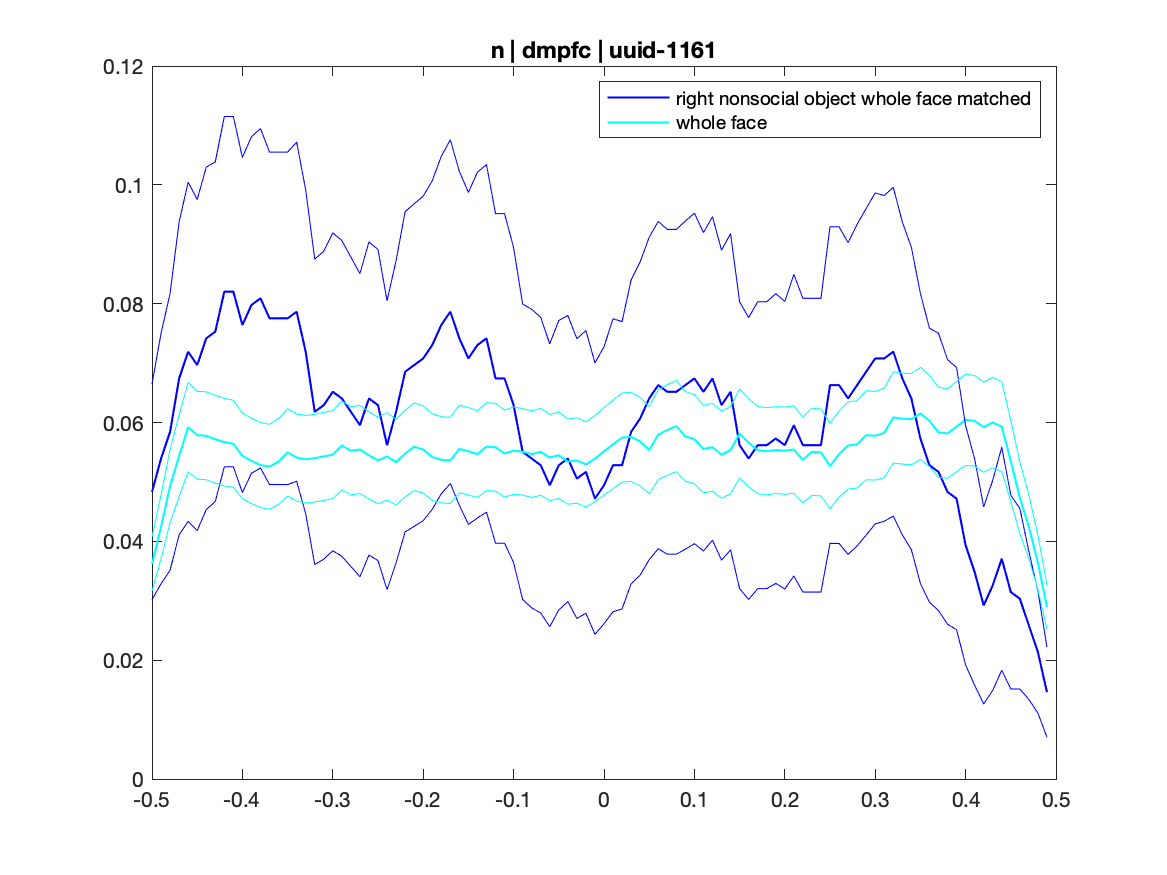 n | dmpfc | uuid-1161
0.12
0.1
0.08
0.06
0.04
0.02
0
right nonsocial object whole face matched
whole face
-0.5 -0.4 -0.3 -0.2 -0.1 0 0.1 0.2 0.3 0.4 0.5